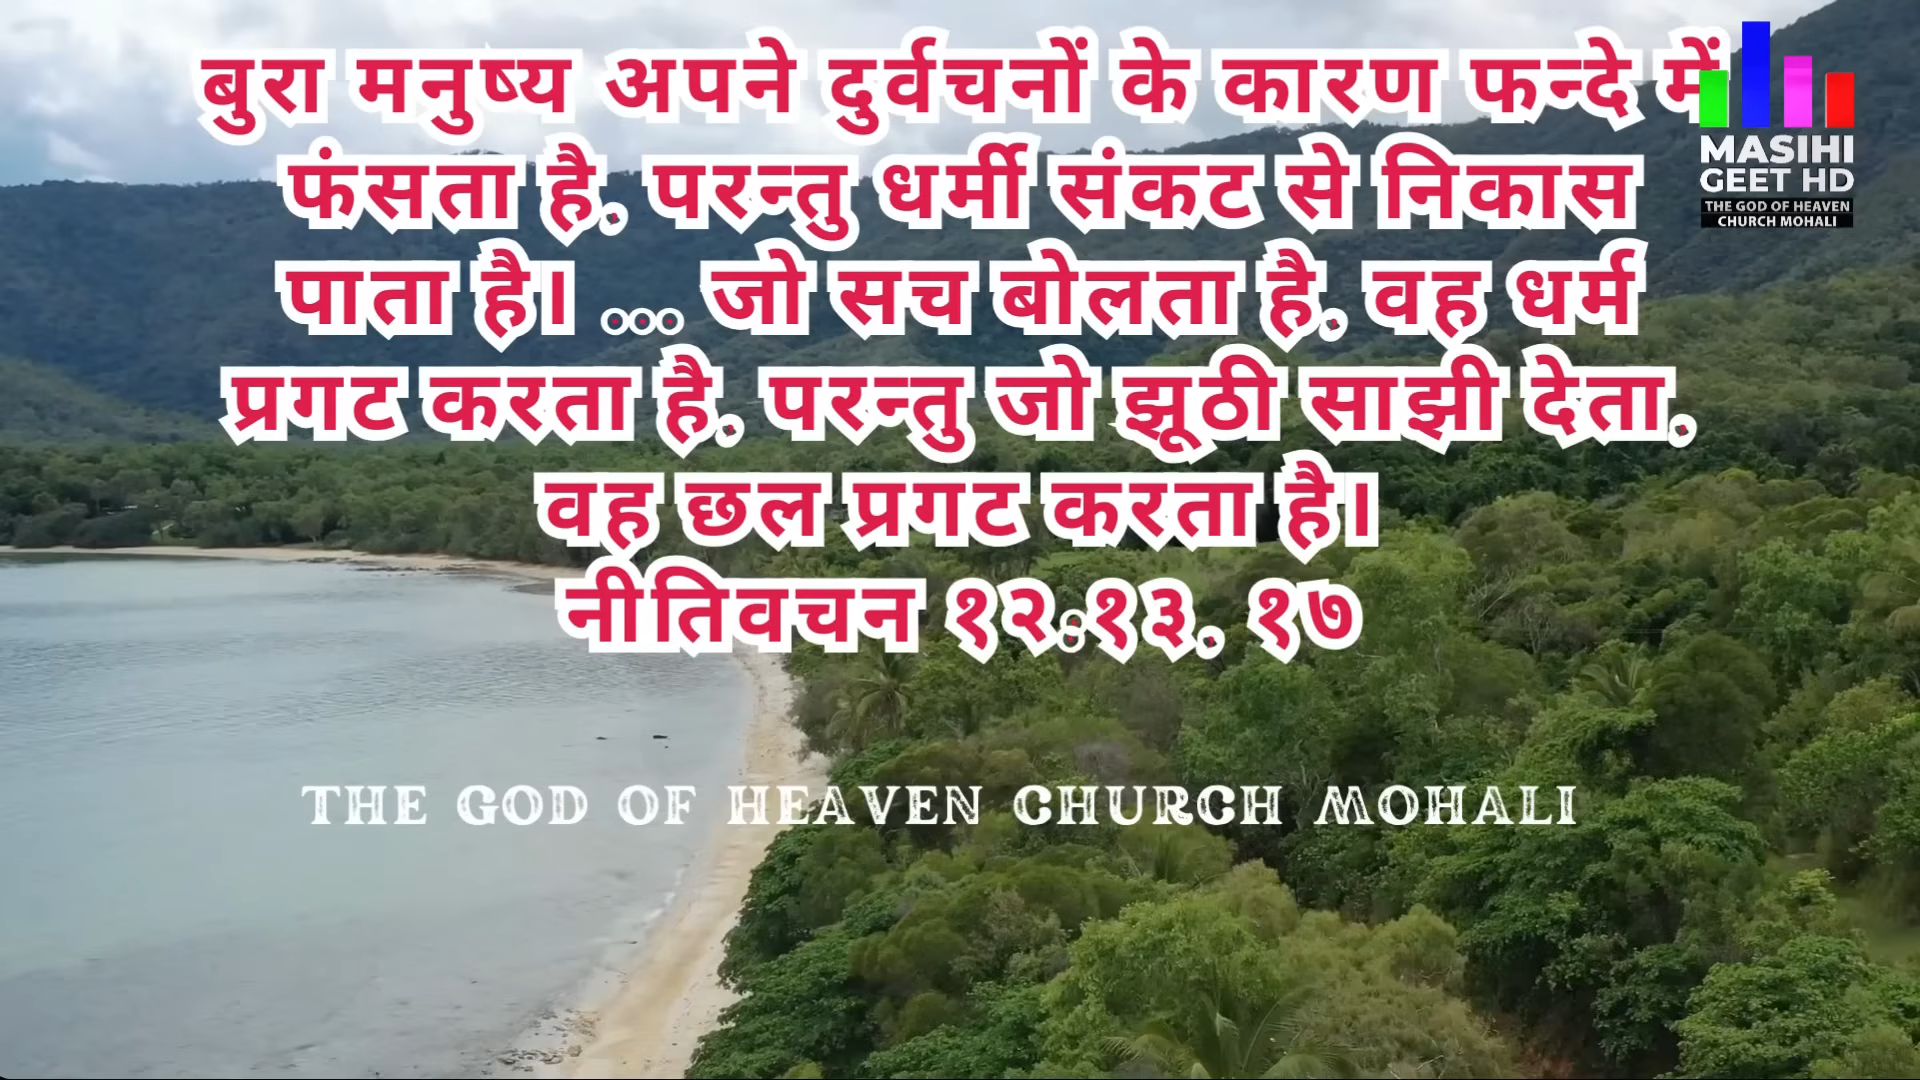 बुरा मनुष्य अपने दुर्वचनों के कारण फन्दे में
फंसता है, परन्तु धर्मी संकट से निकास
पाता है। ... जो सच बोलता है, वह धर्म
प्रगट करता है, परन्तु जो झूठी साझी देता,
वह छल प्रगट करता है।
नीतिवचन १२:१३, १७
THE GOD OF HEAVEN CHURCH MOHALI
MASIHI
GEET HD
THE GOD OF HEAVEN
CHURCH MOHALI